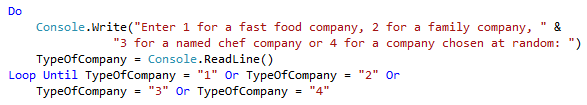 Do
Console.Write("Enter 1 for a fast food company, 2 for a family company, " &
"3 for a named chef company or 4 for a company chosen at random: ")
TypeOfCompany = Console.ReadLine()
Loop Until TypeOfCompany = "1" Or TypeOfCompany = "2" Or
TypeOfCompany = "3" Or TypeOfCompany = "4"